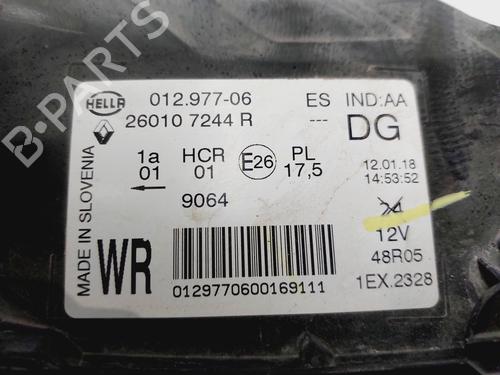 B-PARTS
HELLA 012.977-06 ES IND:AA
26010 7244 R --- DG
1a HCR E26 PL 12.01.18
01 01 17,5 14:53:52
9064 24
12V
48R05
WR 1EX.2328
0129770600169111
MADE IN SLOVENIA